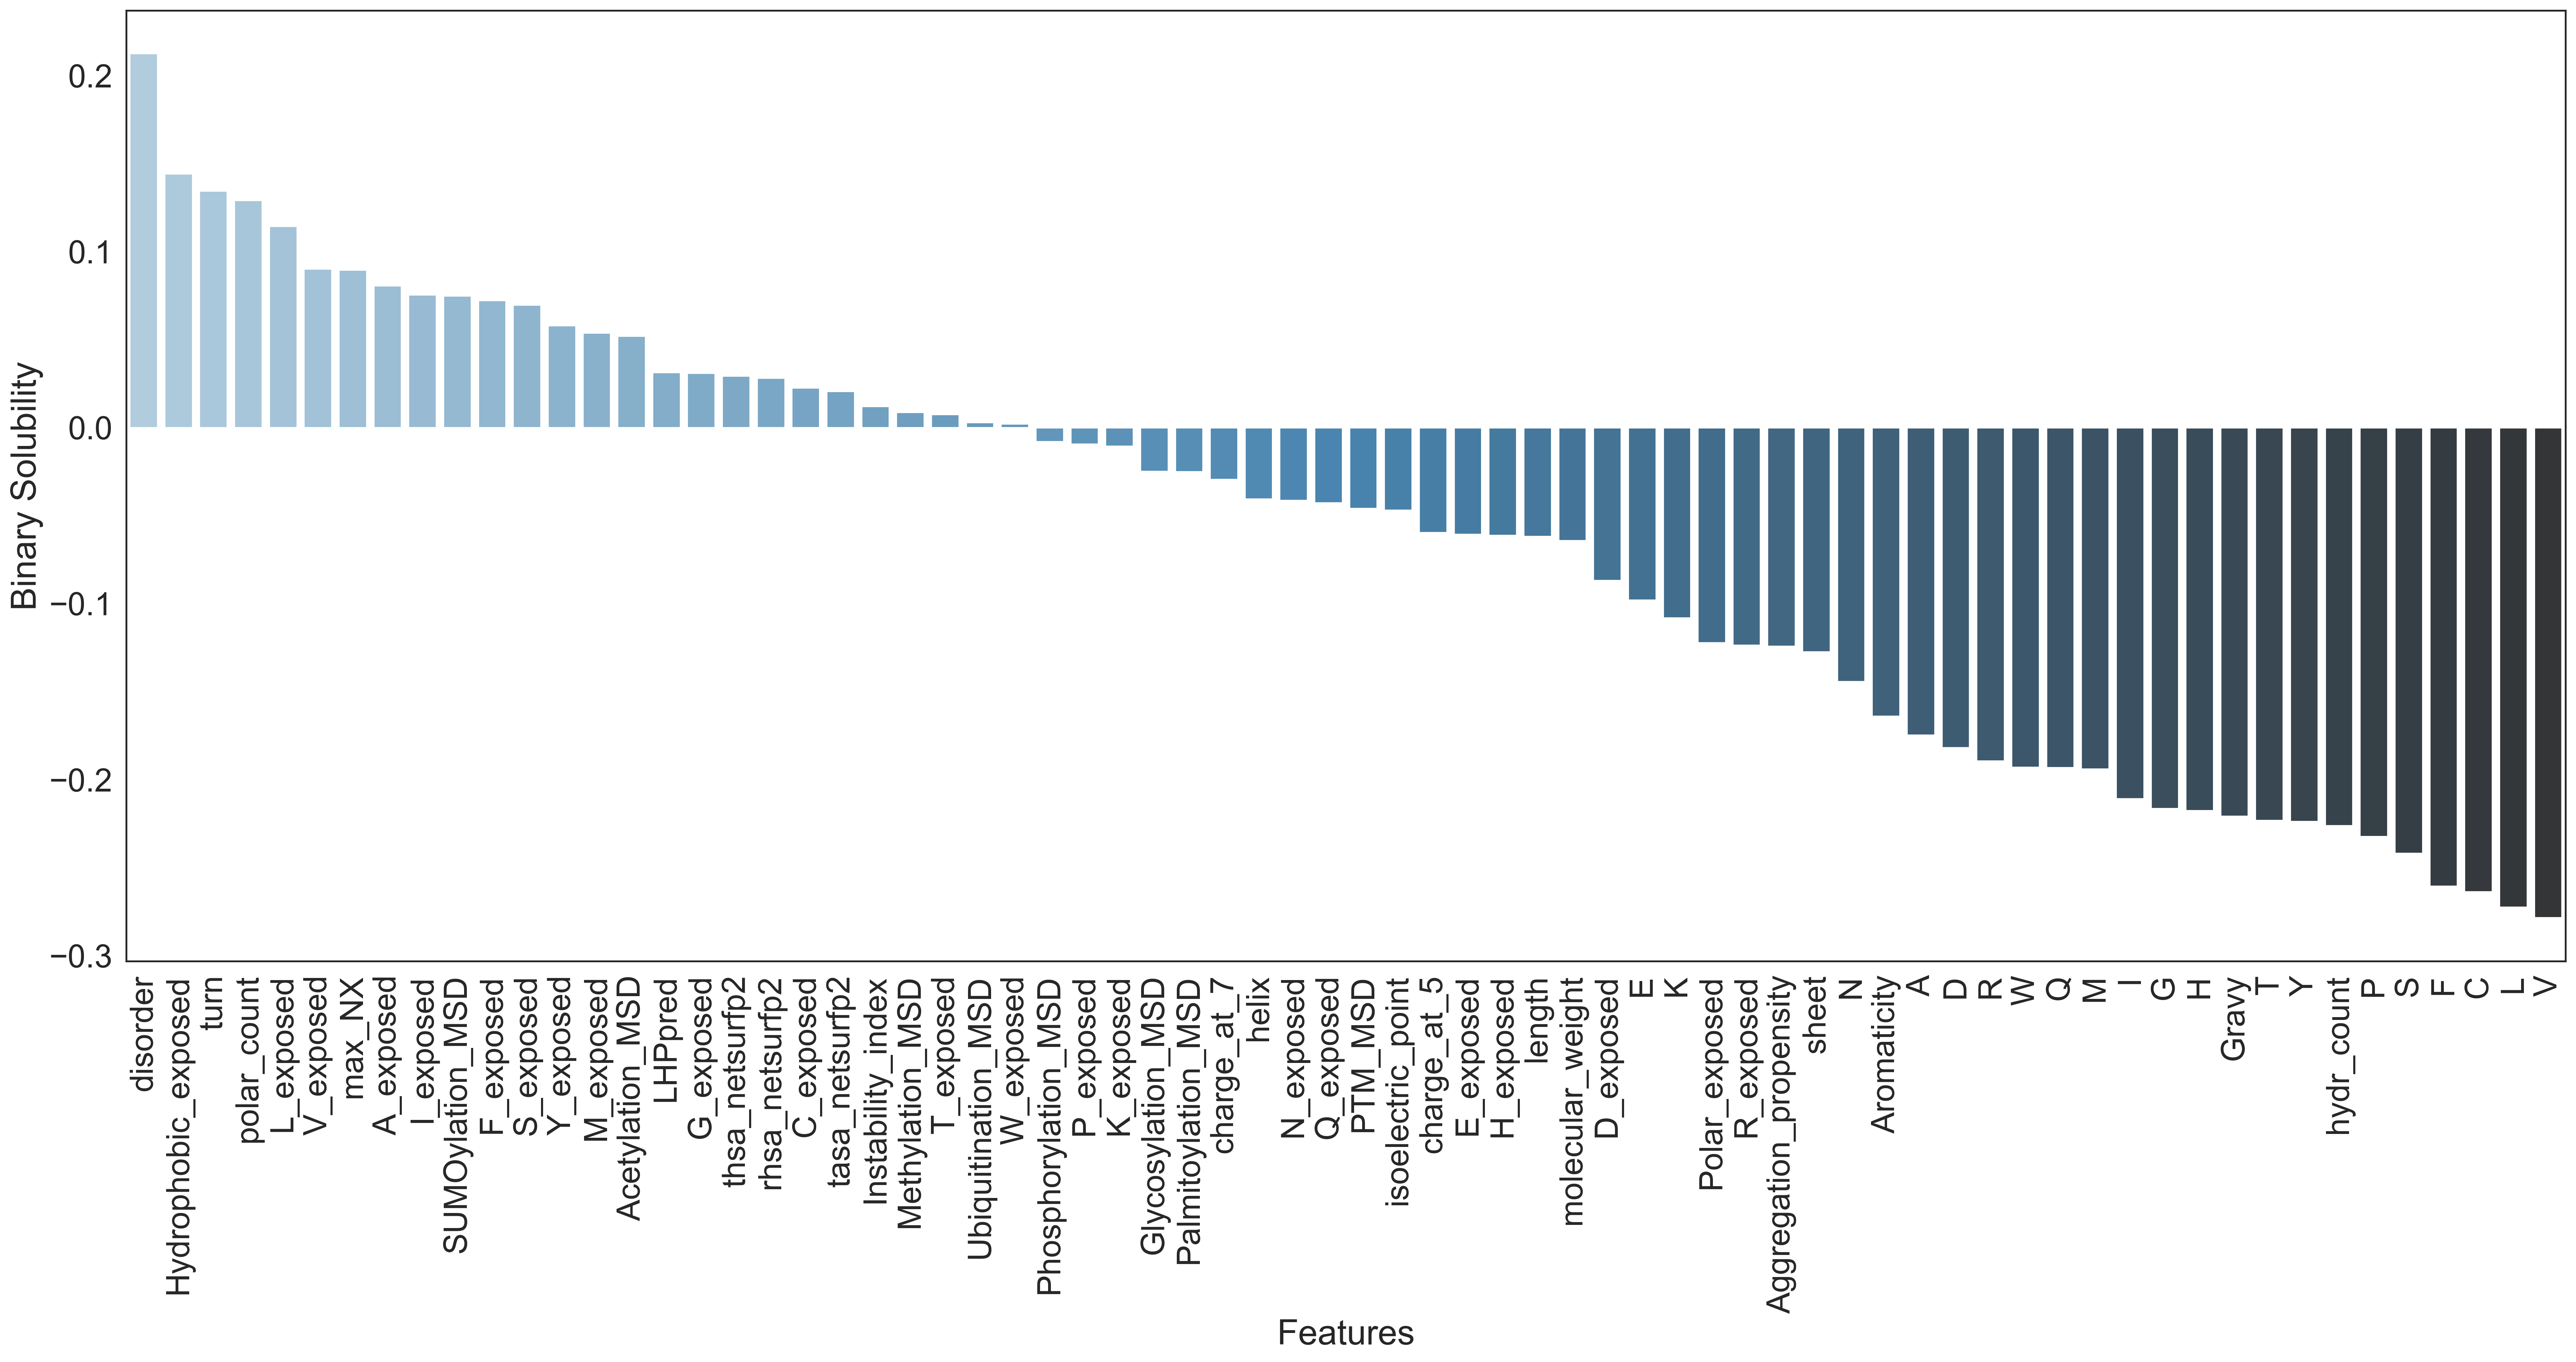 Binary Solubility
0.2
0.1
0.0
−0.1
−0.2
−0.3
disorder
Hydrophobic_exposed
turn
polar_count
L_exposed
V_exposed
max_NX
A_exposed
I_exposed
SUMOylation_MSD
F_exposed
S_exposed
Y_exposed
M_exposed
Acetylation_MSD
LHPpred
G_exposed
thsa_netsurfp2
rhsa_netsurfp2
C_exposed
tasa_netsurfp2
Instability_index
Methylation_MSD
T_exposed
Ubiquitination_MSD
W_exposed
Phosphorylation_MSD
P_exposed
K_exposed
Glycosylation_MSD
Palmitoylation_MSD
charge_at_7
helix
N_exposed
Q_exposed
PTM_MSD
isoelectric_point
charge_at_5
E_exposed
H_exposed
length
molecular_weight
D_exposed
E
K
Polar_exposed
R_exposed
Aggregation_propensity
sheet
N
Aromaticity
A
D
R
W
Q
M
I
G
H
Gravy
T
Y
hydr_count
P
S
F
C
L
V
Features